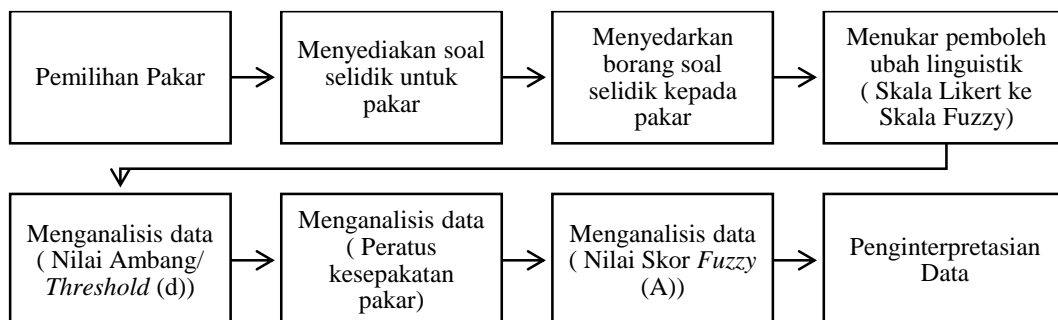 Pemilihan Pakar
Menyediakan soal
selidik untuk
pakar
Menyedarkan
borang soal
selidik kepada
pakar
Menukar pemboleh
ubah linguistik
( Skala Likert ke
Skala Fuzzy)
Menganalisis data
( Nilai Ambang/
Threshold (d))
Menganalisis data
( Peratus
kesepakatan
pakar)
Menganalisis data
( Nilai Skor Fuzzy
(A))
Penginterpretasian
Data